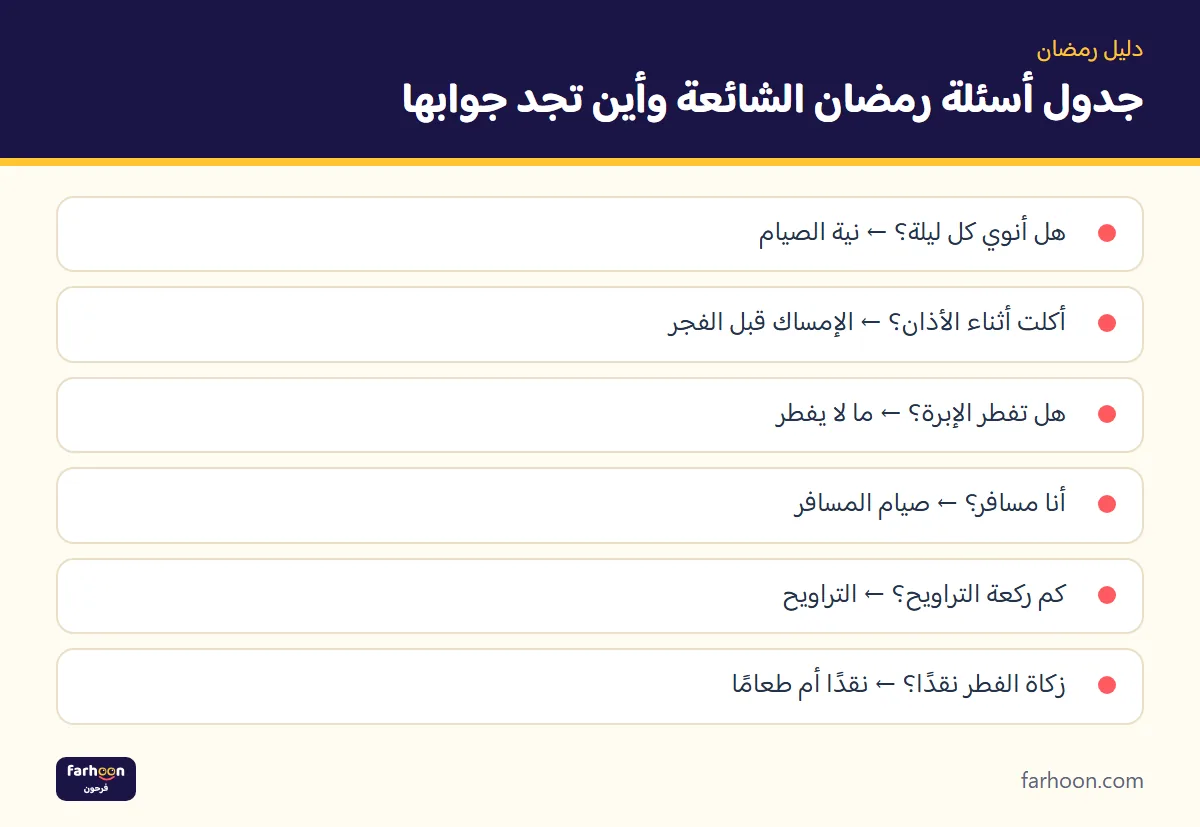 دليل رمضان
جدول أسئلة رمضان الشائعة وأين تجد جوابها
هل أنوي كل ليلة؟ ← نية الصيام
أكلت أثناء الأذان؟ ← الإمساك قبل الفجر
هل تفطر الإبرة؟ ← ما لا يفطر
أنا مسافر؟ ← صيام المسافر
كم ركعة التراويح؟ ← التراويح
زكاة الفطر نقدًا؟ ← نقدًا أم طعامًا
farhoon.com
farhoon
فرحون